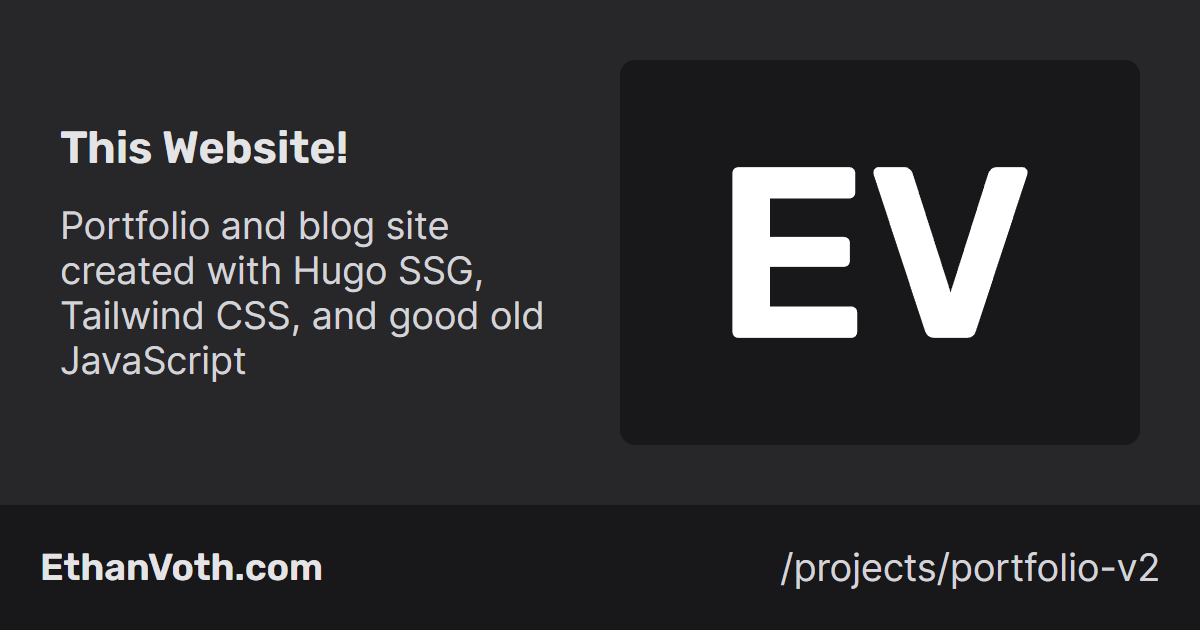 This Website!
Portfolio and blog site
created with Hugo SSG,
Tailwind CSS, and good old
JavaScript
EV
EthanVoth.com
/projects/portfolio-v2